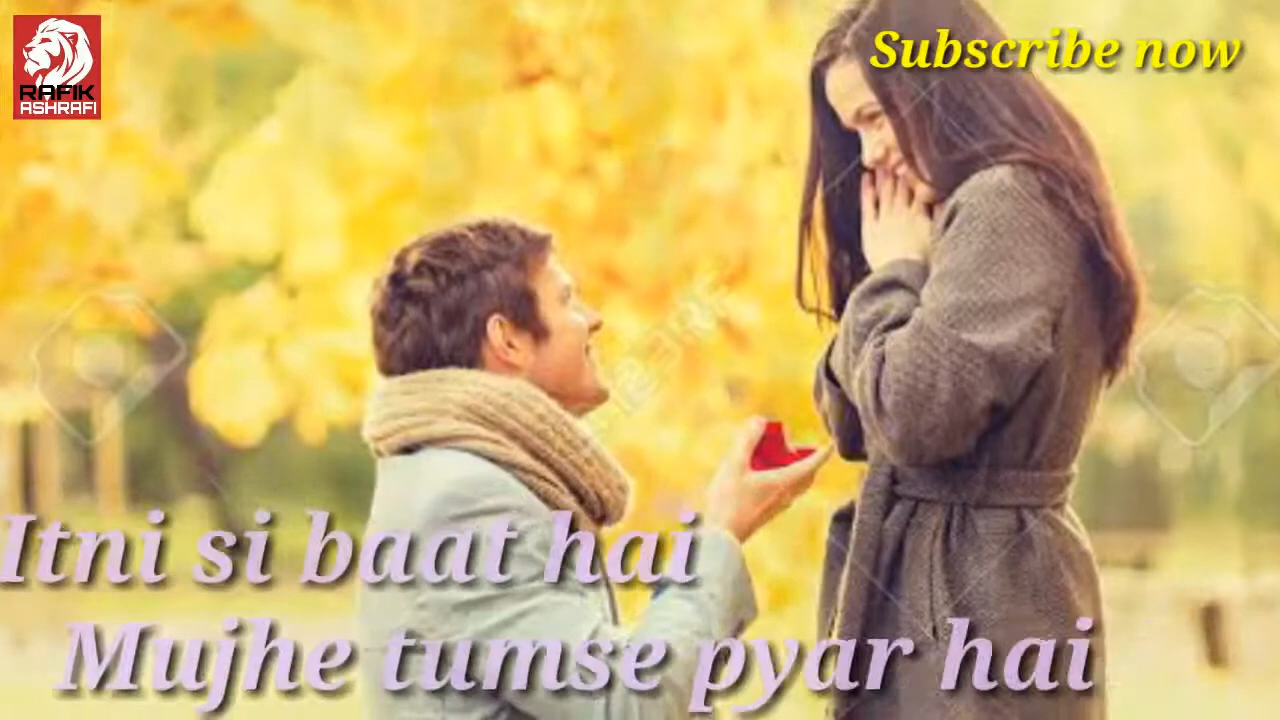 RAFIK
ASHRAFI
Subscribe now
Itni si baat hai
Mujhe tumse pyar hai